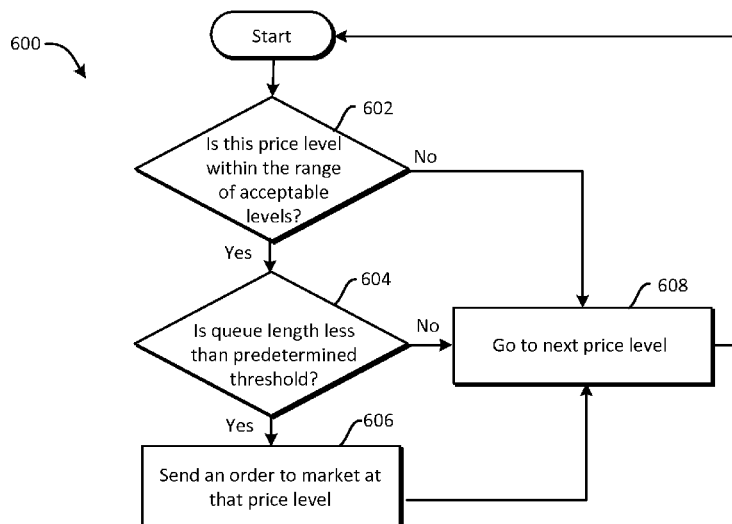 600
Start
602
Is this price level
within the range
of acceptable
levels?
No
Yes
604
Is queue length less
than predetermined
threshold?
No
608
Go to next price level
Yes
606
Send an order to market at
that price level